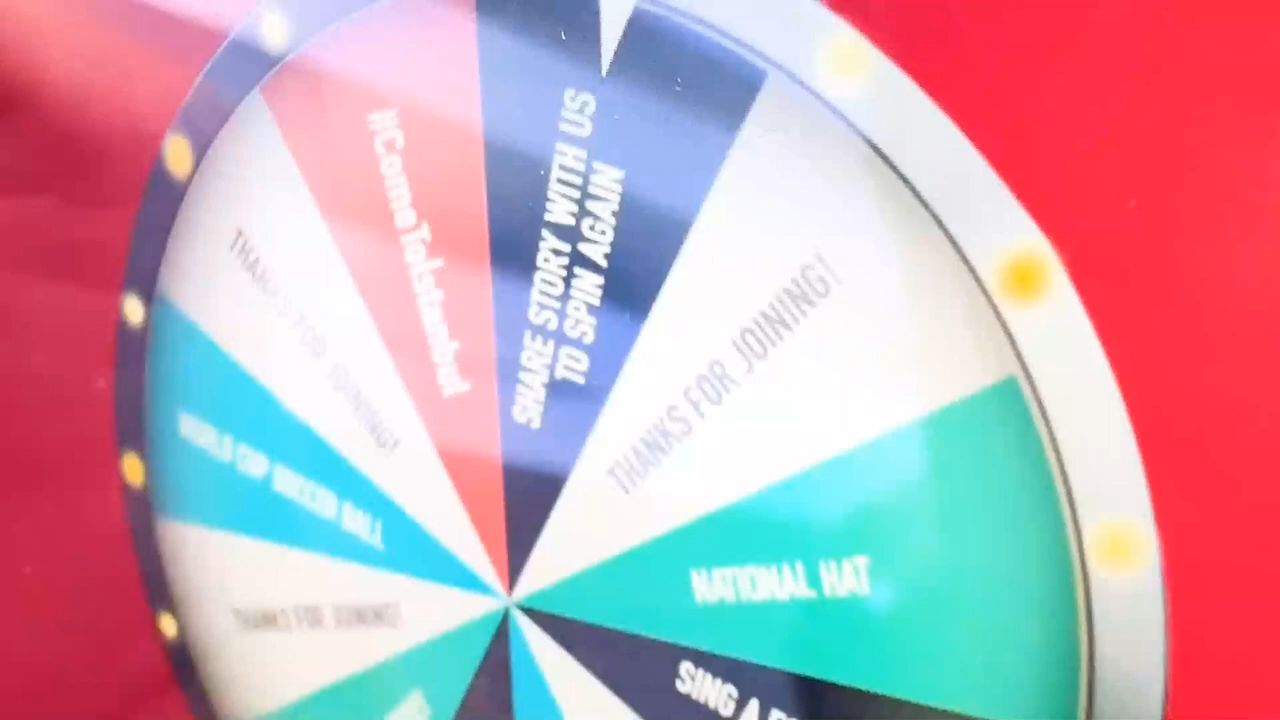 #ComeToIstanbul
SHARE STORY WITH US
TO SPIN AGAIN
THANKS FOR JOINING!
THANKS FOR JOINING!
WORLD CUP SOCCER BALL
THANKS FOR JOINING!
NATIONAL HAT
SING A